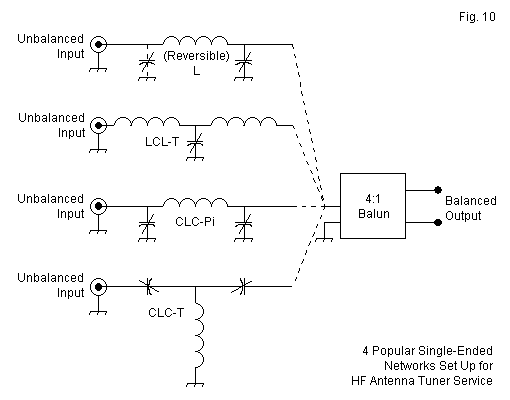 Fig. 10
Unbalanced
Input
(Reversible)
L
Unbalanced
Input
LCL-T
Unbalanced
Input
CLC-Pi
4:1
Balun
Balanced
Output
Unbalanced
Input
CLC-T
4 Popular Single-Ended
Networks Set Up for
HF Antenna Tuner Service